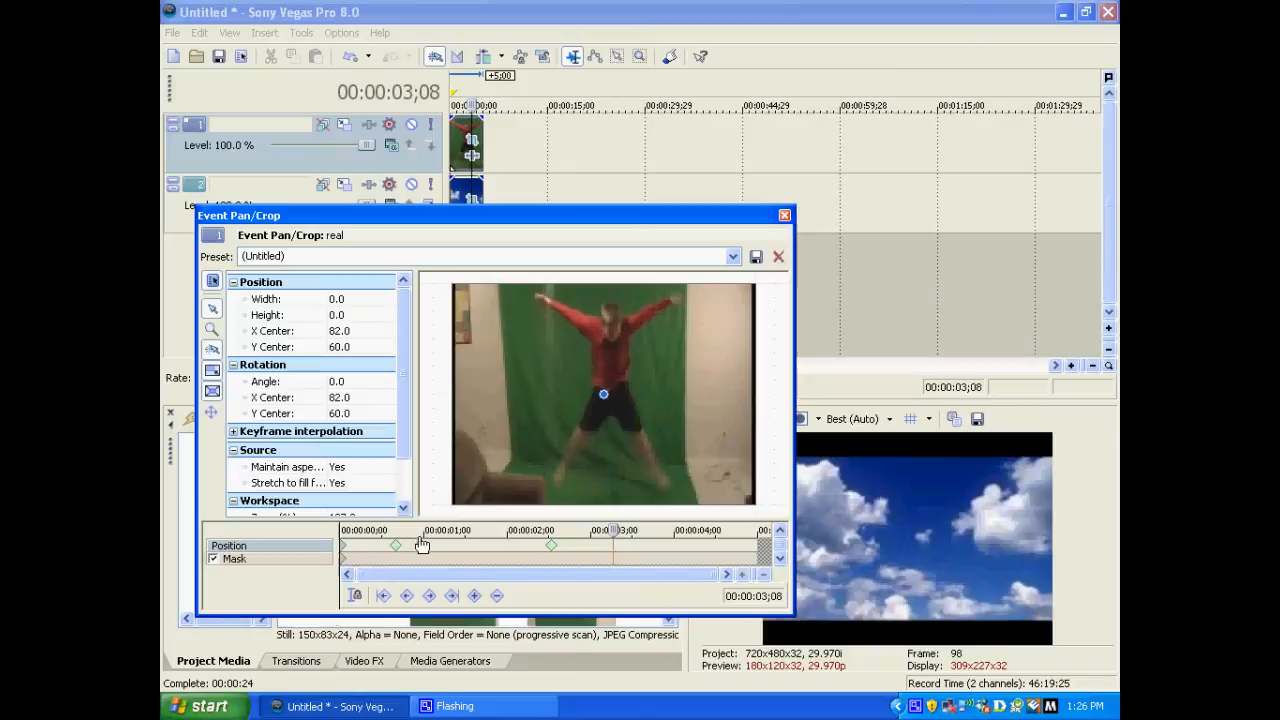 Untitled * - Sony Vegas Pro 8.0
File Edit View Insert Tools Options Help
+5;00
00:00:03;08
00:00:15;00 00:00:29;29 00:00:44;29 00:00:59;28 00:01:15;00 00:01:29;29
1
Level: 100.0 %
2
Event Pan/Crop
1 Event Pan/Crop: real
Preset: (Untitled)
Position
Width: 0.0
Height: 0.0
X Center: 82.0
Y Center: 60.0
Rotation
Angle: 0.0
X Center: 82.0
Y Center: 60.0
Keyframe interpolation
Source
Maintain aspe... Yes
Stretch to fill f... Yes
Workspace
00:00:00;00 00:00:01;00 00:00:02;00 00:00:03;00 00:00:04;00 00:
Position
Mask
00:00:03;08
Rate:
00:00:03;08
Best (Auto)
Still: 150x83x24, Alpha = None, Field Order = None (progressive scan), JPEG Compressic
Project Media Transitions Video FX Media Generators
Project: 720x480x32, 29.970i Frame: 98
Preview: 180x120x32, 29.970p Display: 309x227x32
Complete: 00:00:24
Record Time (2 channels): 46:19:25
start Untitled * - Sony Veg... Flashing 1:26 PM